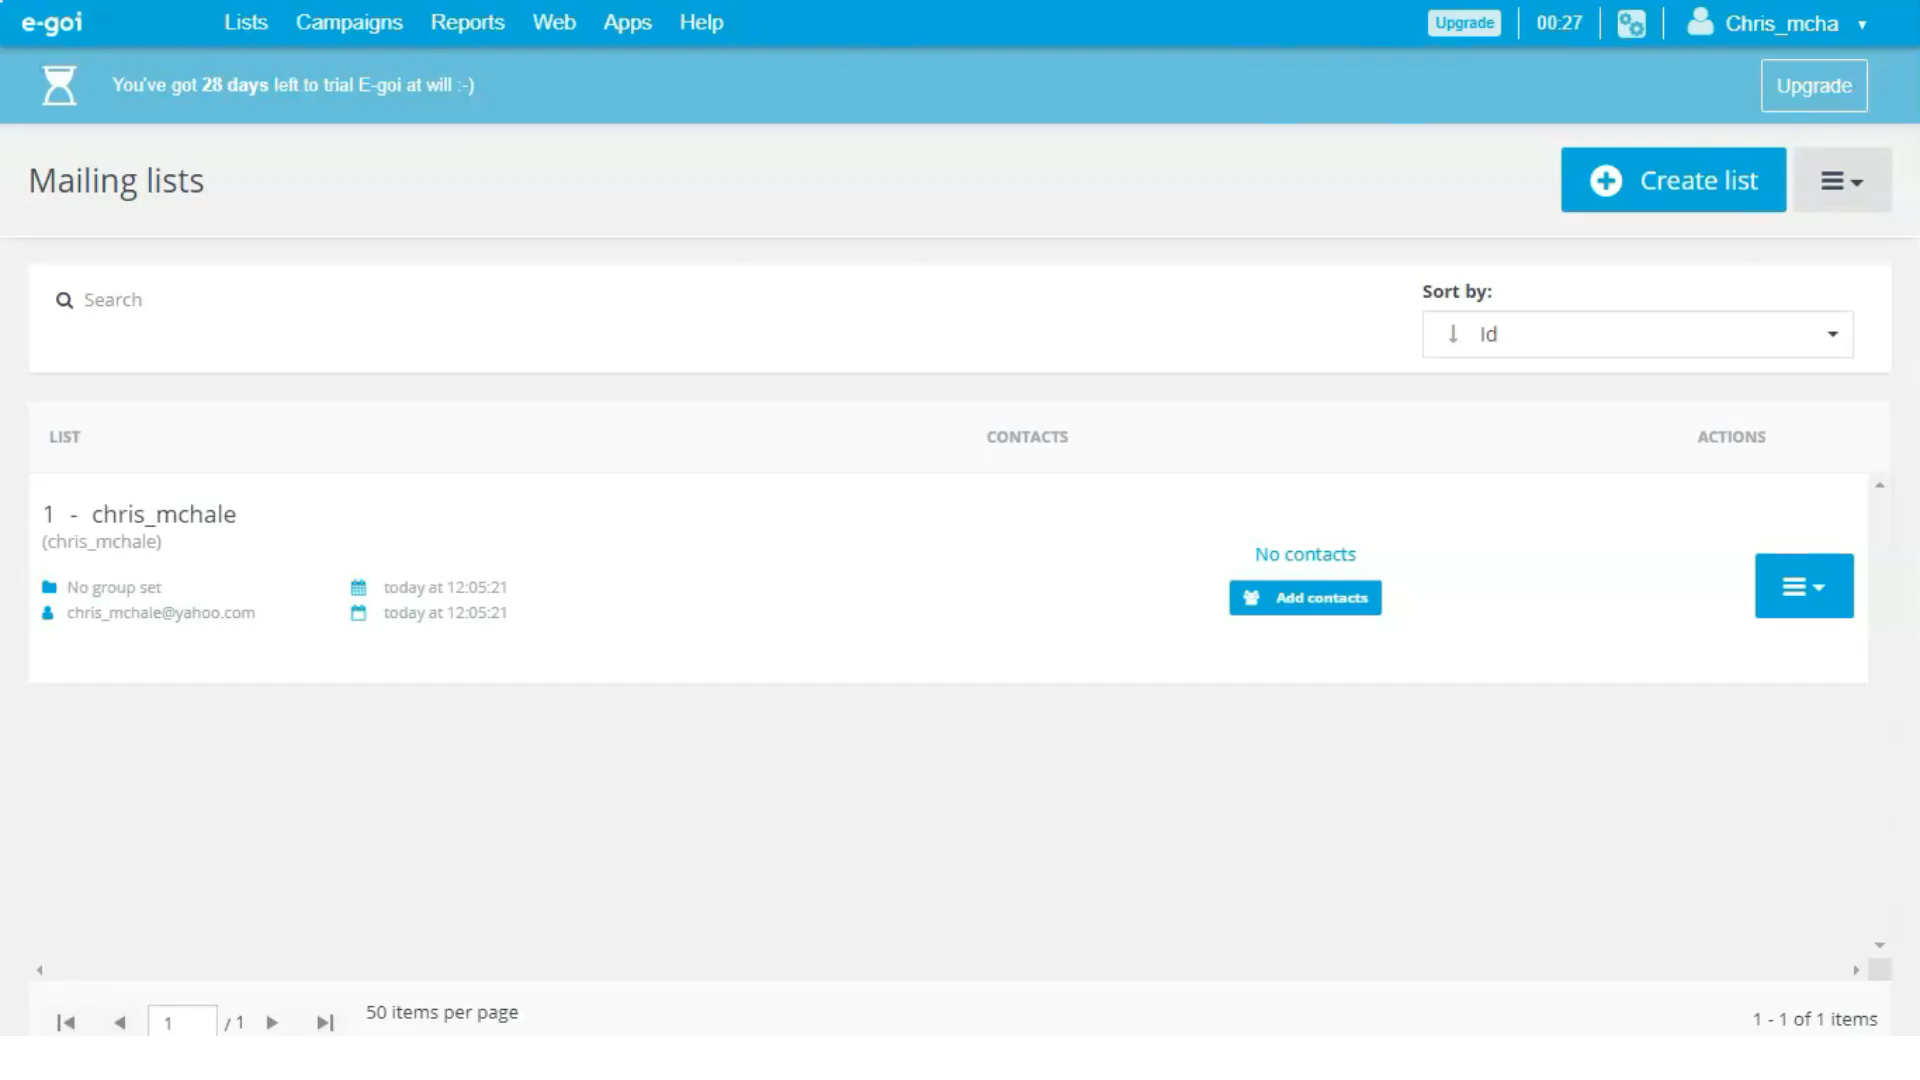 e-goi Lists Campaigns Reports Web Apps Help Upgrade 00:27 Chris_mcha
You've got 28 days left to trial E-goi at will :-) Upgrade
Mailing lists Create list
Search
Sort by:
Id
LIST CONTACTS ACTIONS
1 - chris_mchale
(chris_mchale)
No contacts
No group set today at 12:05:21
Add contacts
chris_mchale@yahoo.com today at 12:05:21
1 / 1 50 items per page 1 - 1 of 1 items